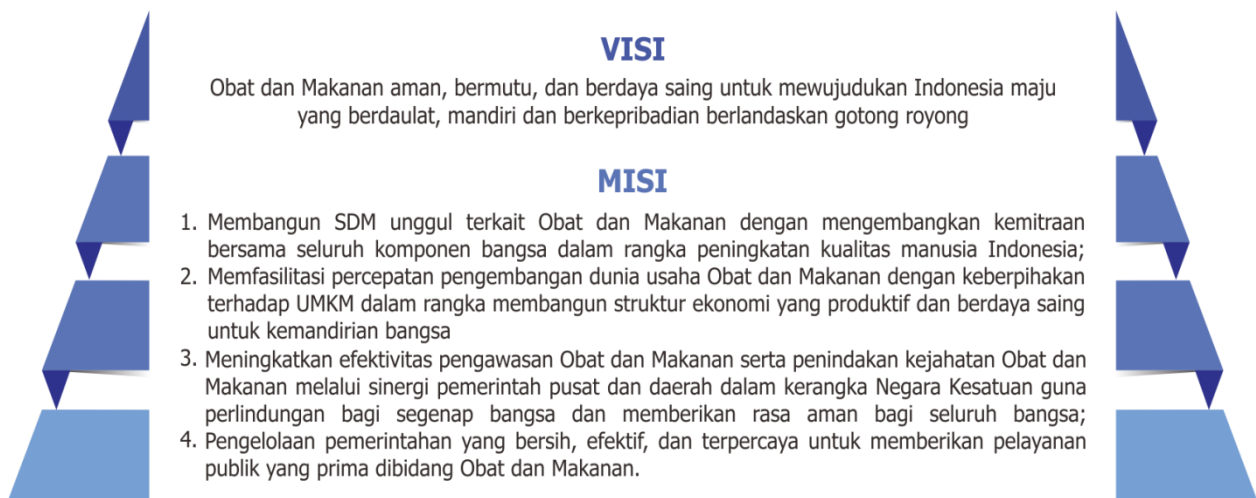 VISI
Obat dan Makanan aman, bermutu, dan berdaya saing untuk mewujudukan Indonesia maju
yang berdaulat, mandiri dan berkepribadian berlandaskan gotong royong
MISI
1. Membangun SDM unggul terkait Obat dan Makanan dengan mengembangkan kemitraan
bersama seluruh komponen bangsa dalam rangka peningkatan kualitas manusia Indonesia;
2. Memfasilitasi percepatan pengembangan dunia usaha Obat dan Makanan dengan keberpihakan
terhadap UMKM dalam rangka membangun struktur ekonomi yang produktif dan berdaya saing
untuk kemandirian bangsa
3. Meningkatkan efektivitas pengawasan Obat dan Makanan serta penindakan kejahatan Obat dan
Makanan melalui sinergi pemerintah pusat dan daerah dalam kerangka Negara Kesatuan guna
perlindungan bagi segenap bangsa dan memberikan rasa aman bagi seluruh bangsa;
4. Pengelolaan pemerintahan yang bersih, efektif, dan terpercaya untuk memberikan pelayanan
publik yang prima dibidang Obat dan Makanan.